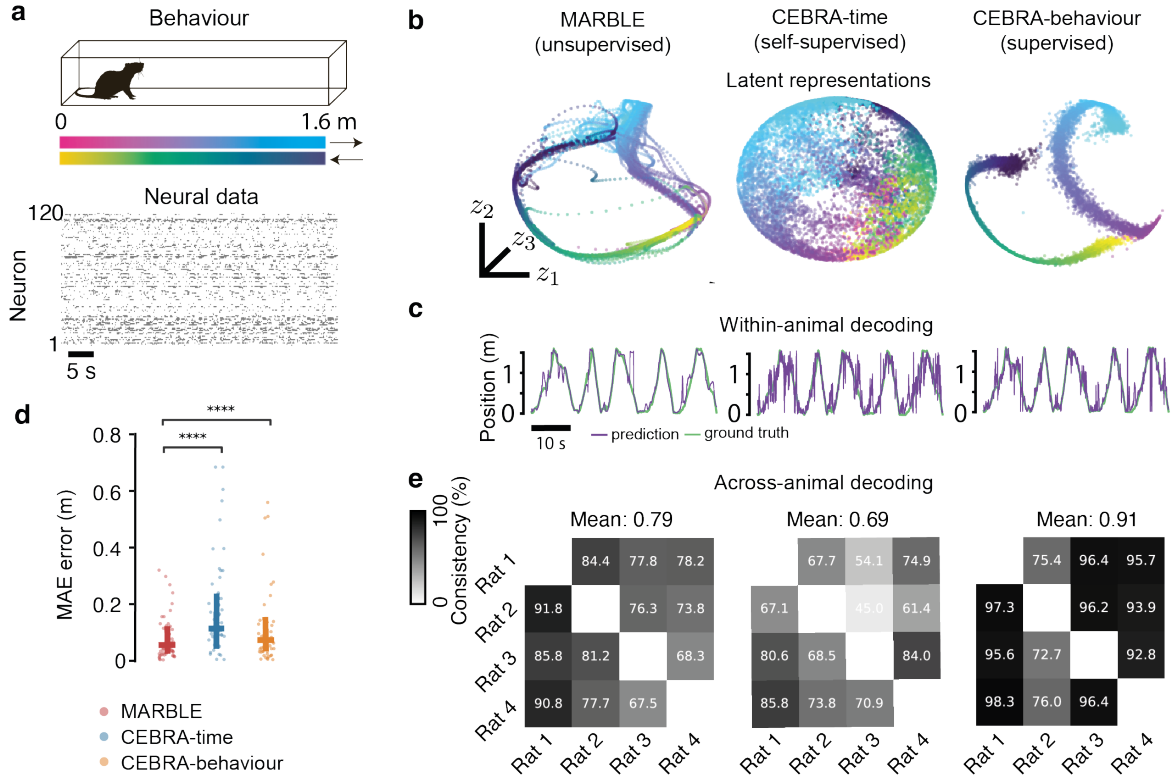 a
Behaviour
0
1.6 m
Neural data
120
Neuron
1
5 s
b
MARBLE
(unsupervised)
CEBRA-time
(self-supervised)
CEBRA-behaviour
(supervised)
Latent representations
z2
z3
z1
c
Within-animal decoding
Position (m)
1
0
1
0
1
0
10 s
prediction
ground truth
d
****
****
MAE error (m)
0.8
0.6
0.4
0.2
0
MARBLE
CEBRA-time
CEBRA-behaviour
e
Across-animal decoding
100
0
Consistency (%)
Mean: 0.79
Rat 1
84.4 77.8 78.2
Rat 2
91.8 76.3 73.8
Rat 3
85.8 81.2 68.3
Rat 4
90.8 77.7 67.5
Rat 1 Rat 2 Rat 3 Rat 4
Mean: 0.69
67.7 54.1 74.9
67.1 45.0 61.4
80.6 68.5 84.0
85.8 73.8 70.9
Rat 1 Rat 2 Rat 3 Rat 4
Mean: 0.91
75.4 96.4 95.7
97.3 96.2 93.9
95.6 72.7 92.8
98.3 76.0 96.4
Rat 1 Rat 2 Rat 3 Rat 4